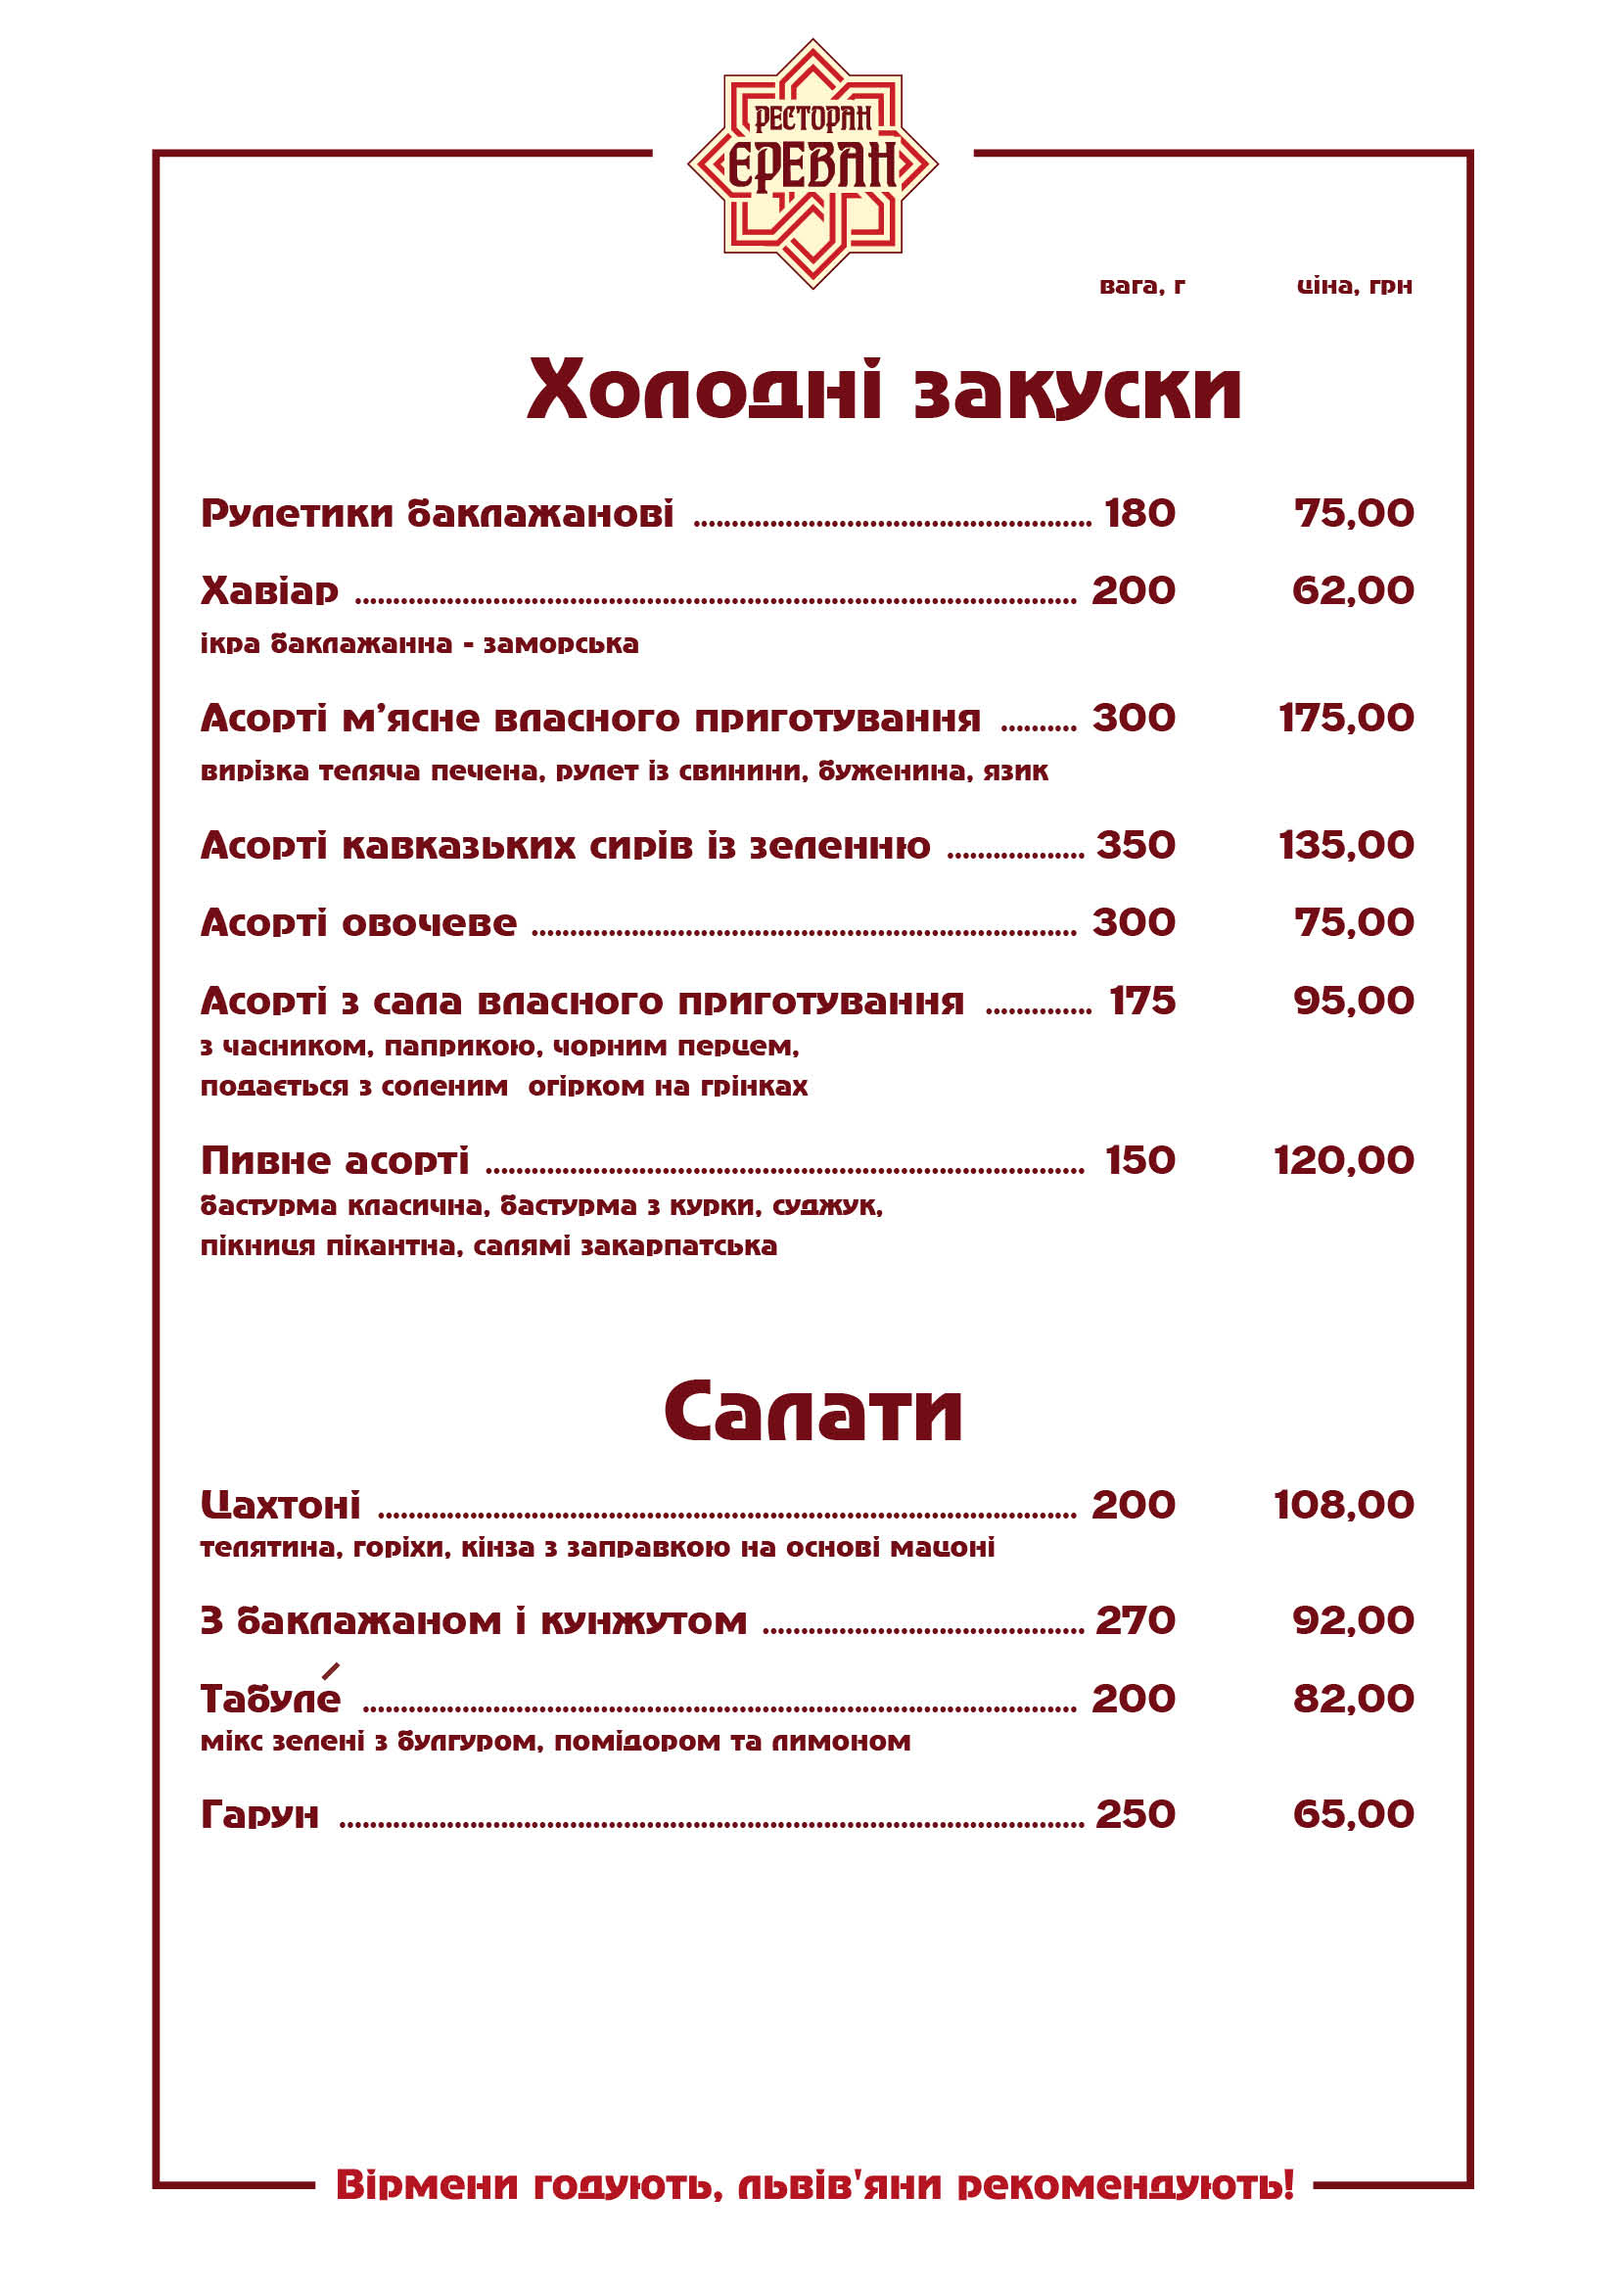 РЕСТОРАН
ЄРЕВАН
вага, г ціна, грн
Холодні закуски
Рулетики баклажанові ........ 180 75,00
Хавіар ........ 200 62,00
ікра баклажанна - заморська
Асорті м’ясне власного приготування ........ 300 175,00
вирізка теляча печена, рулет із свинини, буженина, язик
Асорті кавказьких сирів із зеленню ........ 350 135,00
Асорті овочеве ........ 300 75,00
Асорті з сала власного приготування ........ 175 95,00
з часником, паприкою, чорним перцем,
подається з соленим огірком на грінках
Пивне асорті ........ 150 120,00
бастурма класична, бастурма з курки, суджук,
пікниця пікантна, салямі закарпатська
Салати
Цахтоні ........ 200 108,00
телятина, горіхи, кінза з заправкою на основі мацоні
З баклажаном і кунжутом ........ 270 92,00
Табуле́ ........ 200 82,00
мікс зелені з булгуром, помідором та лимоном
Гарун ........ 250 65,00
Вірмени годують, львів'яни рекомендують!